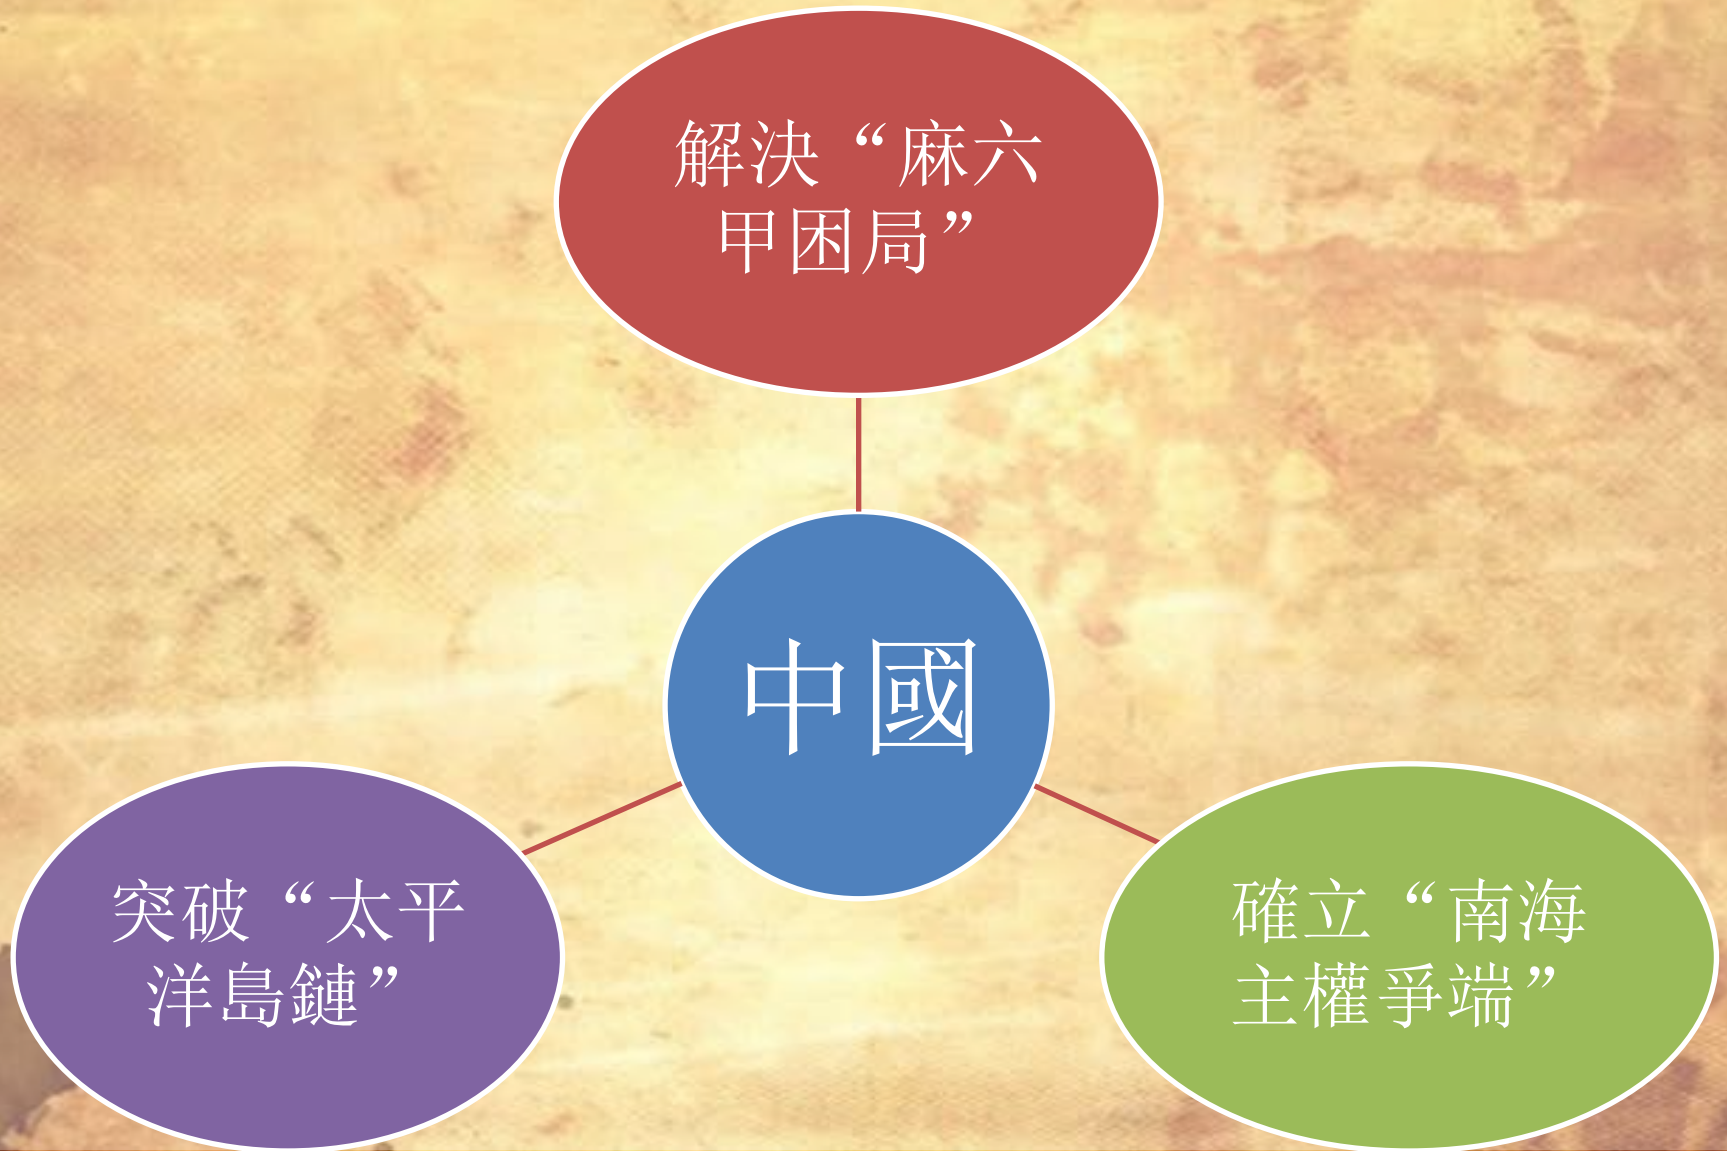 解決“麻六
甲困局”
中國
突破“太平
洋島鏈”
確立“南海
主權爭端”